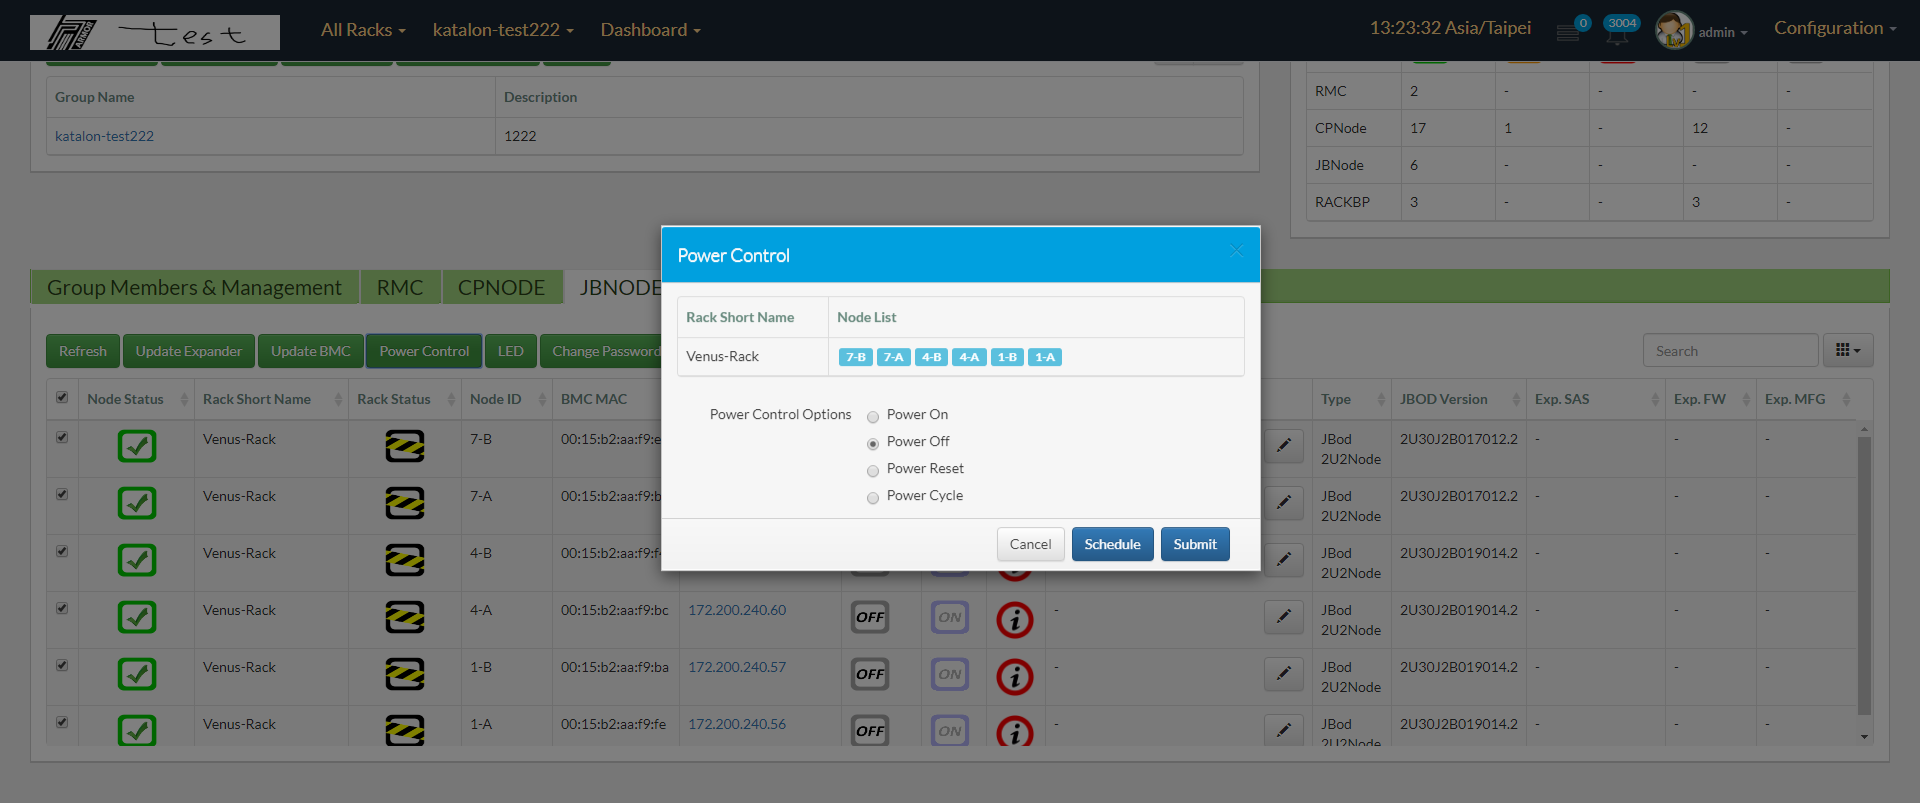 ARMOR test All Racks katalon-test222 Dashboard 13:23:32 Asia/Taipei 0 3004 admin Configuration
Group Name Description
katalon-test222 1222
RMC 2 - - - -
CPNode 17 1 - 12 -
JBNode 6 - - - -
RACKBP 3 - - 3 -
Group Members & Management RMC CPNODE JBNODE
Refresh Update Expander Update BMC Power Control LED Change Password Search
Node Status Rack Short Name Rack Status Node ID BMC MAC Type JBOD Version Exp. SAS Exp. FW Exp. MFG
Venus-Rack 7-B 00:15:b2:aa:f9:e JBod 2U30J2B017012.2 - - -
2U2Node
Venus-Rack 7-A 00:15:b2:aa:f9:b JBod 2U30J2B017012.2 - - -
2U2Node
Venus-Rack 4-B 00:15:b2:aa:f9:f JBod 2U30J2B019014.2 - - -
2U2Node
Venus-Rack 4-A 00:15:b2:aa:f9:bc 172.200.240.60 OFF ON i - JBod 2U30J2B019014.2 - - -
2U2Node
Venus-Rack 1-B 00:15:b2:aa:f9:ba 172.200.240.57 OFF ON i - JBod 2U30J2B019014.2 - - -
2U2Node
Venus-Rack 1-A 00:15:b2:aa:f9:fe 172.200.240.56 OFF ON i - JBod 2U30J2B019014.2 - - -
2U2Node
Power Control
Rack Short Name Node List
Venus-Rack 7-B 7-A 4-B 4-A 1-B 1-A
Power Control Options Power On
Power Off
Power Reset
Power Cycle
Cancel Schedule Submit